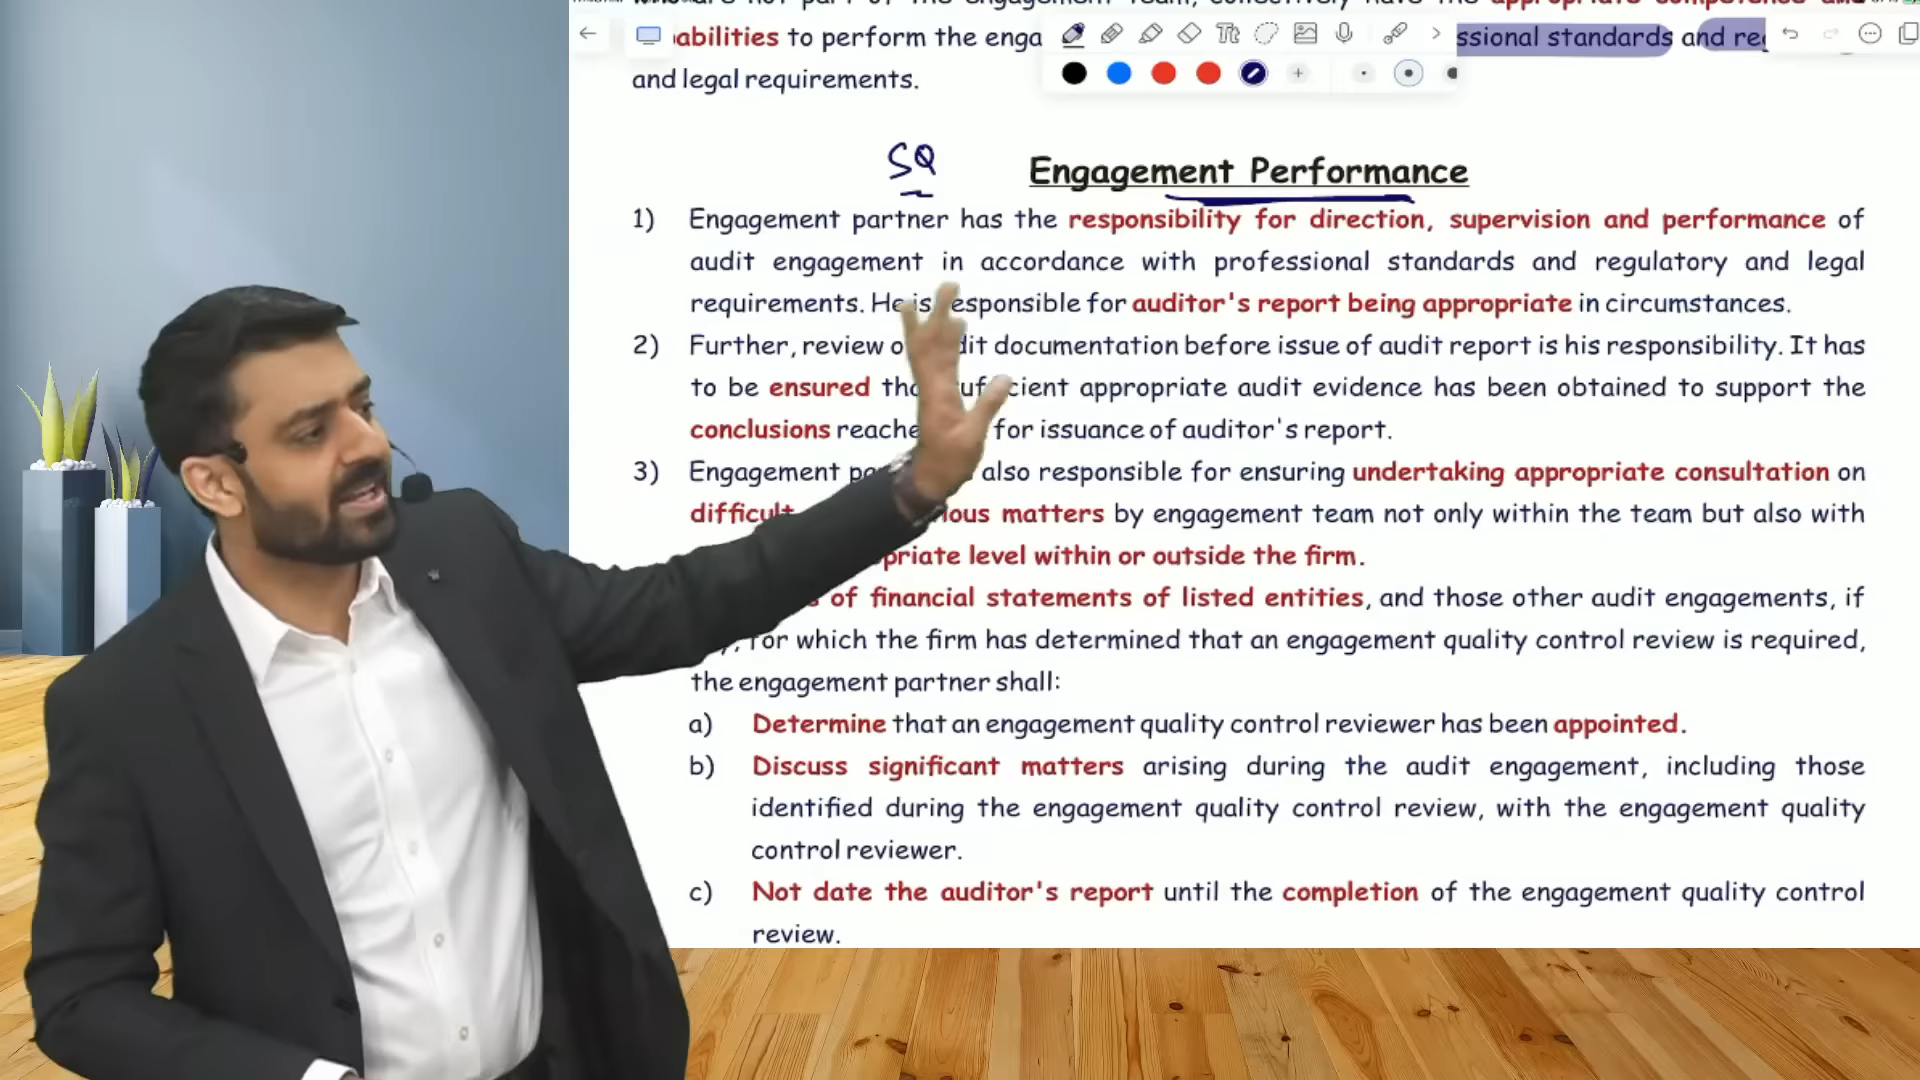 abilities to perform the enga ssional standards and reg
and legal requirements.
SQ Engagement Performance
1) Engagement partner has the responsibility for direction, supervision and performance of
audit engagement in accordance with professional standards and regulatory and legal
requirements. He is responsible for auditor's report being appropriate in circumstances.
2) Further, review o dit documentation before issue of audit report is his responsibility. It has
to be ensured tha uf cient appropriate audit evidence has been obtained to support the
conclusions reache for issuance of auditor's report.
3) Engagement pa also responsible for ensuring undertaking appropriate consultation on
difficult ious matters by engagement team not only within the team but also with
priate level within or outside the firm.
s of financial statements of listed entities, and those other audit engagements, if
y, for which the firm has determined that an engagement quality control review is required,
the engagement partner shall:
a) Determine that an engagement quality control reviewer has been appointed.
b) Discuss significant matters arising during the audit engagement, including those
identified during the engagement quality control review, with the engagement quality
control reviewer.
c) Not date the auditor's report until the completion of the engagement quality control
review.